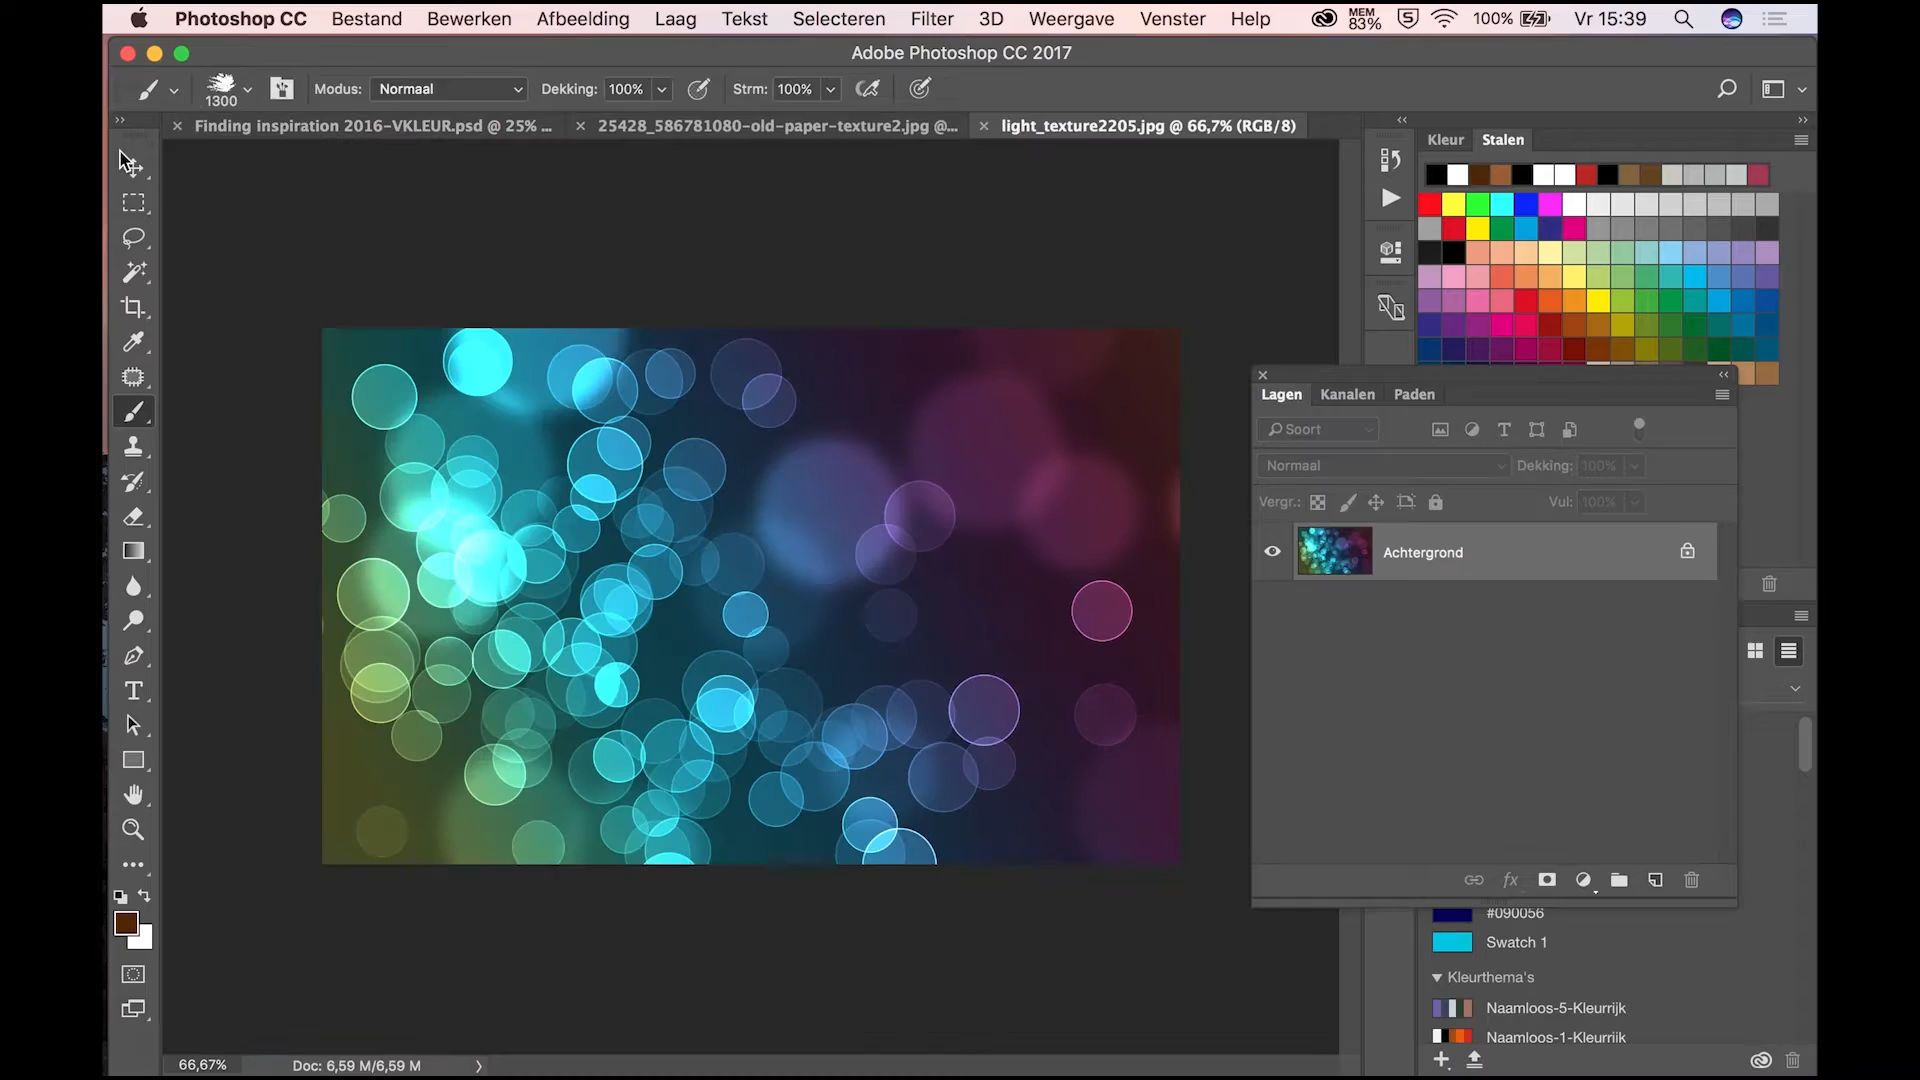 Photoshop CC Bestand Bewerken Afbeelding Laag Tekst Selecteren Filter 3D Weergave Venster Help MEM 83% 5 100% Vr 15:39
Adobe Photoshop CC 2017
1300 Modus: Normaal Dekking: 100% Strm: 100%
Finding inspiration 2016-VKLEUR.psd @ 25% ... 25428_586781080-old-paper-texture2.jpg @... light_texture2205.jpg @ 66,7% (RGB/8)
Kleur Stalen
Lagen Kanalen Paden
Soort
Normaal Dekking: 100%
Vergr.: Vul: 100%
Achtergrond
#090056
Swatch 1
Kleurthema's
Naamloos-5-Kleurrijk
Naamloos-1-Kleurrijk
66,67% Doc: 6,59 M/6,59 M